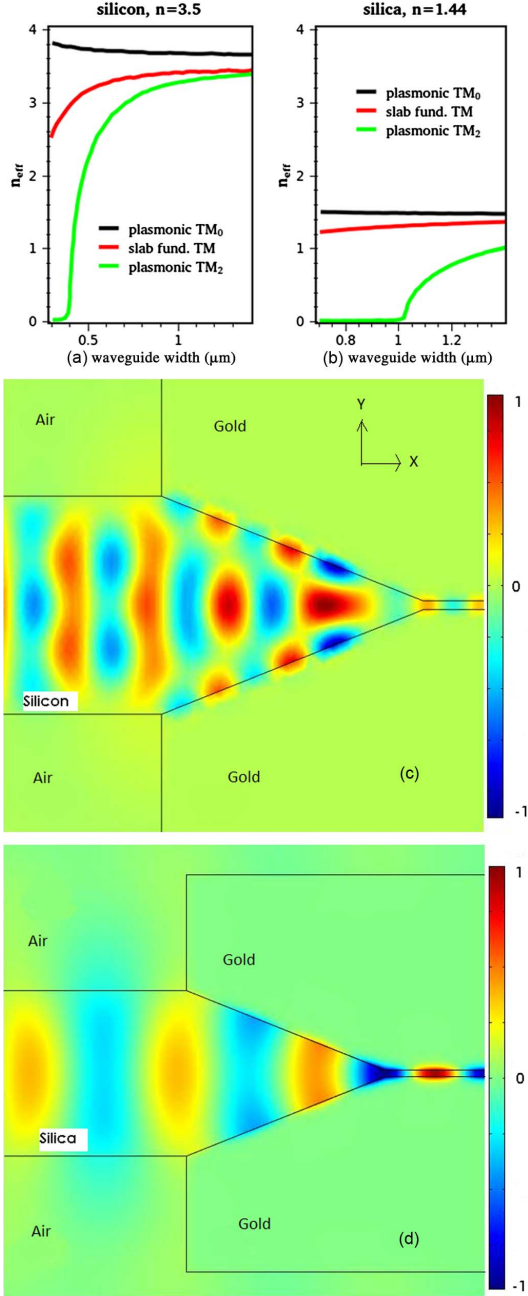 silicon, n=3.5
4
3
2
1
0
n_eff
plasmonic TM₀
slab fund. TM
plasmonic TM₂
0.5 1
(a) waveguide width (μm)
silica, n=1.44
4
3
2
1
0
n_eff
plasmonic TM₀
slab fund. TM
plasmonic TM₂
0.8 1 1.2
(b) waveguide width (μm)
Air
Gold
Y
X
Silicon
Air
Gold
(c)
1
0
-1
Air
Gold
Silica
Air
Gold
(d)
1
0
-1